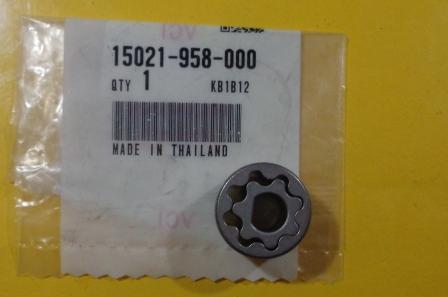 15021-958-000
QTY 1 KB1B12
MADE IN THAILAND